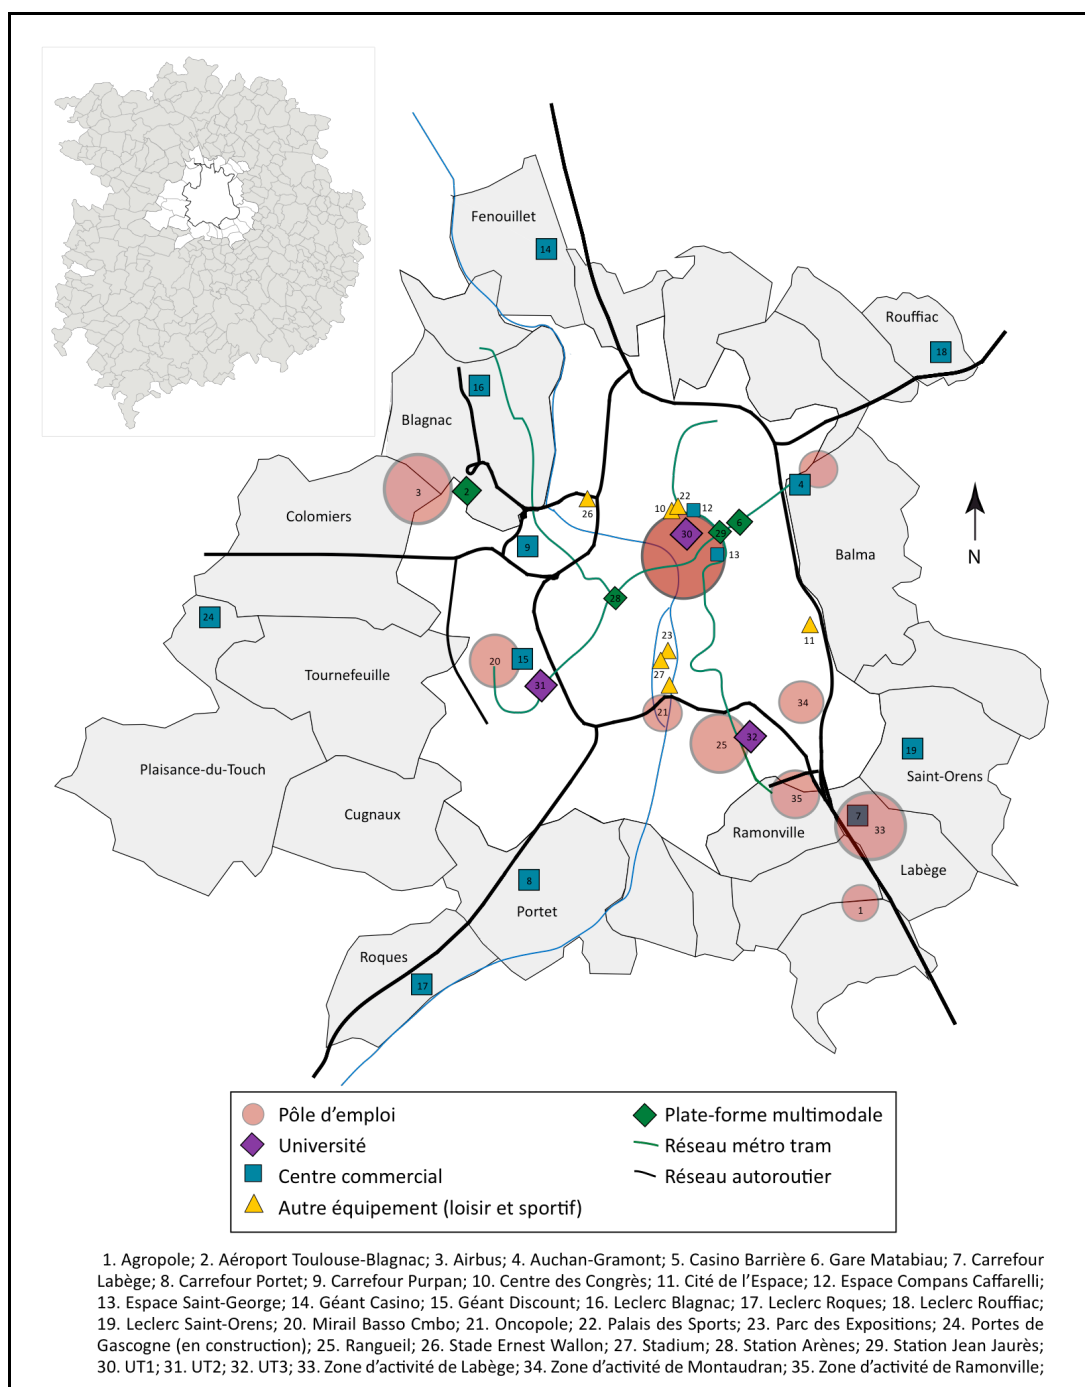 Fenouillet
14
Rouffiac
18
16
Blagnac
4
3
2
22
10
12
26
6
Colomiers
30
29
9
13
Balma
N
28
24
11
23
20
15
27
Tournefeuille
31
34
21
32
25
19
Plaisance-du-Touch
Saint-Orens
35
Cugnaux
7
33
Ramonville
Labège
8
1
Portet
Roques
17
Pôle d’emploi
Plate-forme multimodale
Université
Réseau métro tram
Centre commercial
Réseau autoroutier
Autre équipement (loisir et sportif)
1. Agropole; 2. Aéroport Toulouse-Blagnac; 3. Airbus; 4. Auchan-Gramont; 5. Casino Barrière 6. Gare Matabiau; 7. Carrefour
Labège; 8. Carrefour Portet; 9. Carrefour Purpan; 10. Centre des Congrès; 11. Cité de l’Espace; 12. Espace Compans Caffarelli;
13. Espace Saint-George; 14. Géant Casino; 15. Géant Discount; 16. Leclerc Blagnac; 17. Leclerc Roques; 18. Leclerc Rouffiac;
19. Leclerc Saint-Orens; 20. Mirail Basso Cmbo; 21. Oncopole; 22. Palais des Sports; 23. Parc des Expositions; 24. Portes de
Gascogne (en construction); 25. Rangueil; 26. Stade Ernest Wallon; 27. Stadium; 28. Station Arènes; 29. Station Jean Jaurès;
30. UT1; 31. UT2; 32. UT3; 33. Zone d’activité de Labège; 34. Zone d’activité de Montaudran; 35. Zone d’activité de Ramonville;